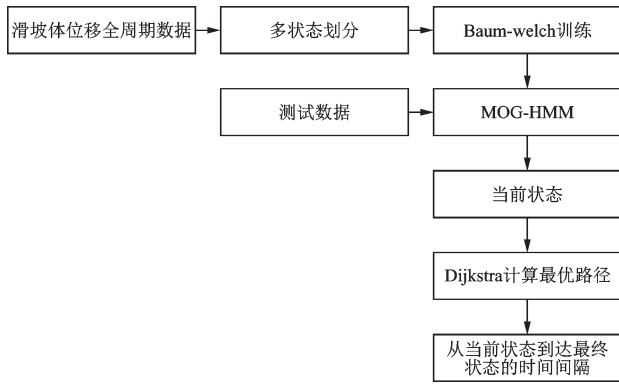 滑坡体位移全周期数据
多状态划分
Baum-welch训练
测试数据
MOG-HMM
当前状态
Dijkstra计算最优路径
从当前状态到达最终
状态的时间间隔